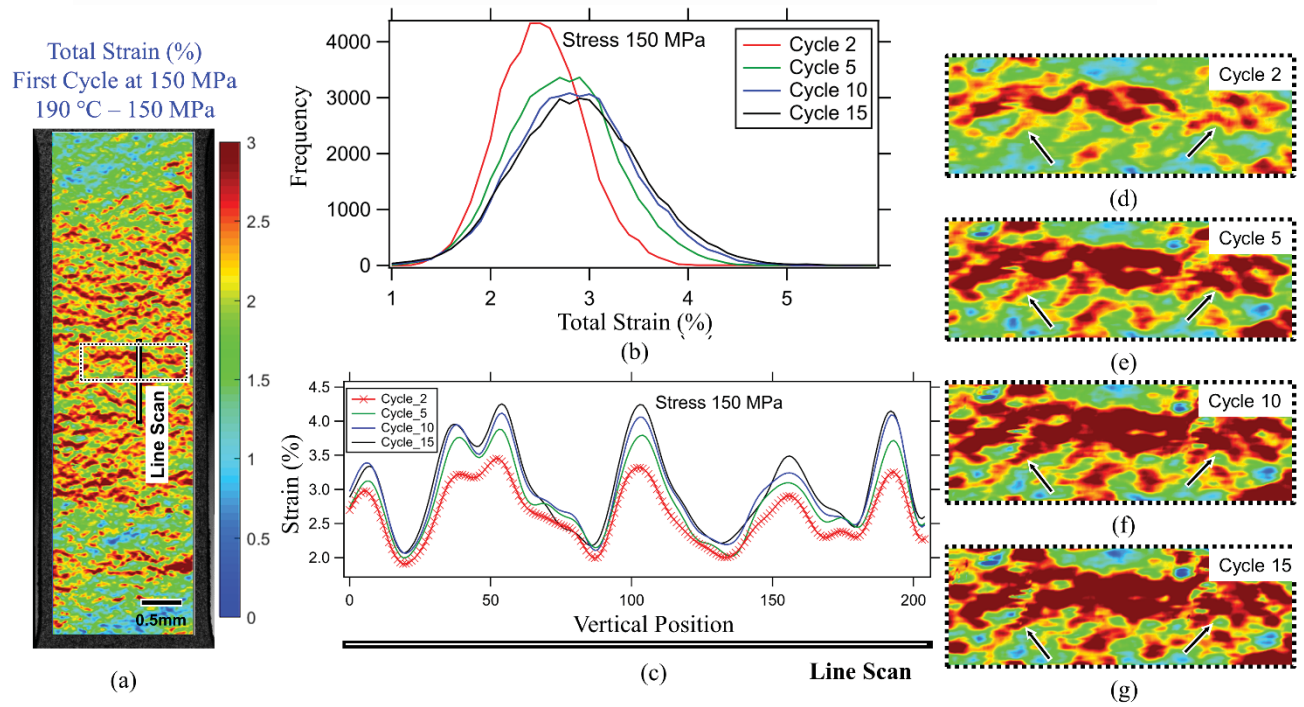 Total Strain (%)
First Cycle at 150 MPa
190 °C – 150 MPa
3
2.5
2
1.5
1
0.5
0
Line Scan
0.5mm
(a)
Stress 150 MPa
Cycle 2
Cycle 5
Cycle 10
Cycle 15
Frequency
4000
3000
2000
1000
0
1
2
3
4
5
Total Strain (%)
(b)
Stress 150 MPa
Cycle_2
Cycle_5
Cycle_10
Cycle_15
Strain (%)
4.5
4.0
3.5
3.0
2.5
2.0
0
50
100
150
200
Vertical Position
Line Scan
(c)
Cycle 2
(d)
Cycle 5
(e)
Cycle 10
(f)
Cycle 15
(g)